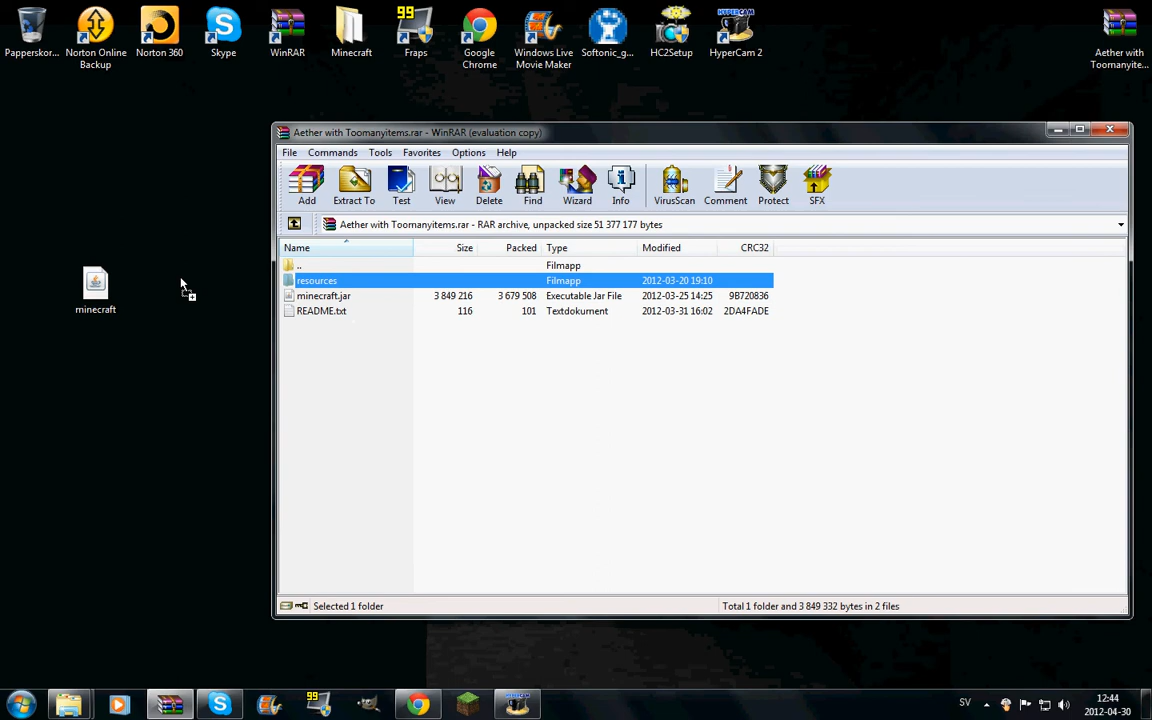 99
99
Papperskor...
Norton Online
Backup
Norton 360
Skype
WinRAR
Minecraft
Fraps
Google
Chrome
Windows Live
Movie Maker
Softonic_g...
HC2Setup
HyperCam 2
Aether with
Toomanyite...
Aether with Toomanyitems.rar - WinRAR (evaluation copy)
File Commands Tools Favorites Options Help
Add Extract To Test View Delete Find Wizard Info VirusScan Comment Protect SFX
Aether with Toomanyitems.rar - RAR archive, unpacked size 51 377 177 bytes
Name Size Packed Type Modified CRC32
.. Filmapp
resources Filmapp 2012-03-20 19:10
minecraft.jar 3 849 216 3 679 508 Executable Jar File 2012-03-25 14:25 9B720836
README.txt 116 101 Textdokument 2012-03-31 16:02 2DA4FADE
minecraft
Selected 1 folder
Total 1 folder and 3 849 332 bytes in 2 files
SV
12:44
2012-04-30